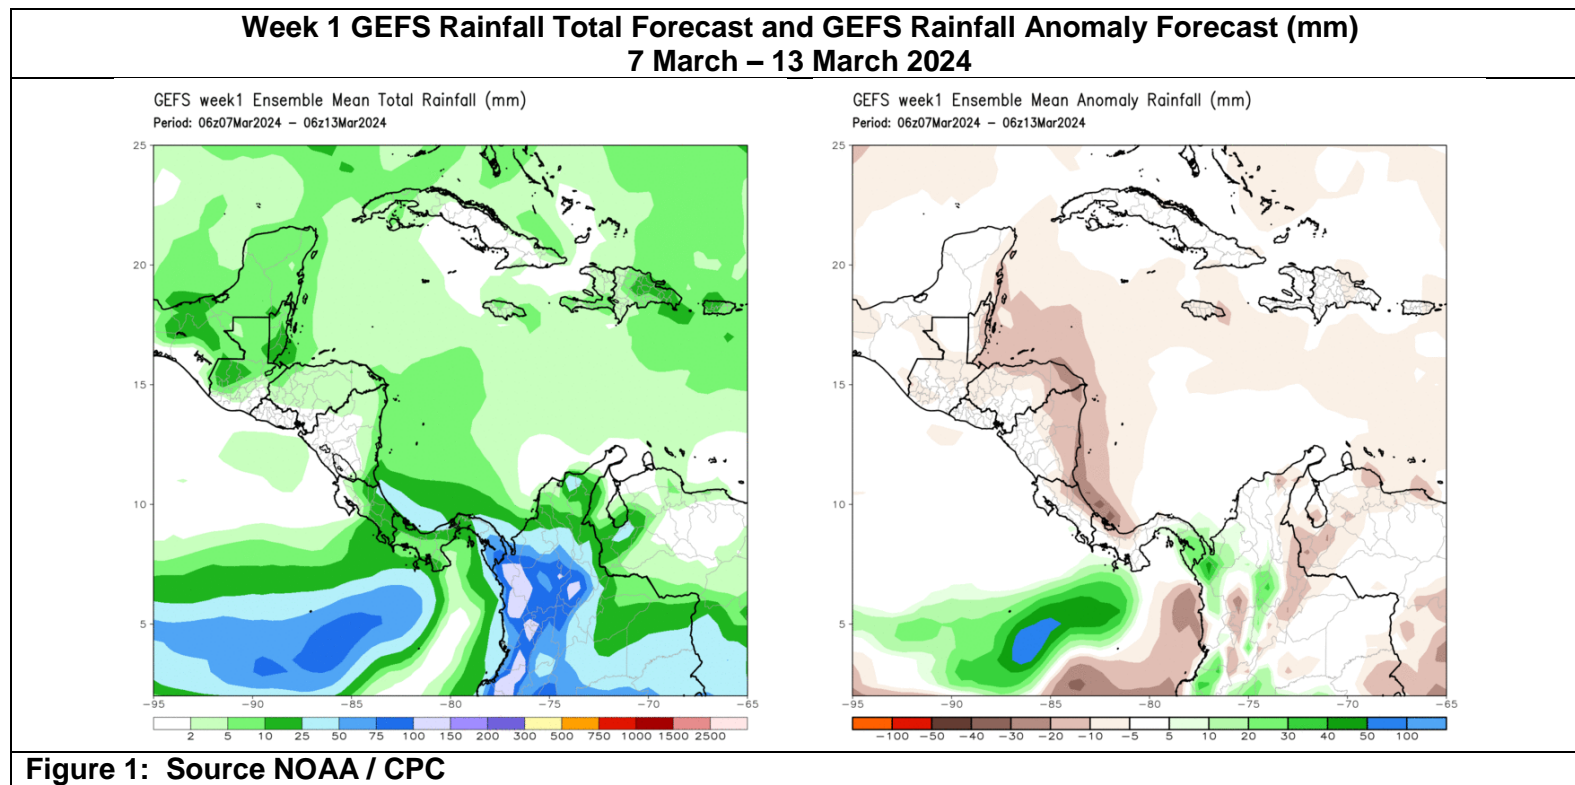 Week 1 GEFS Rainfall Total Forecast and GEFS Rainfall Anomaly Forecast (mm)
7 March – 13 March 2024
GEFS week1 Ensemble Mean Total Rainfall (mm)
Period: 06z07Mar2024 – 06z13Mar2024
25
20
15
10
5
-95 -90 -85 -80 -75 -70 -65
2 5 10 25 50 75 100 150 200 300 500 750 1000 1500 2500
GEFS week1 Ensemble Mean Anomaly Rainfall (mm)
Period: 06z07Mar2024 – 06z13Mar2024
25
20
15
10
5
-95 -90 -85 -80 -75 -70 -65
-100 -50 -40 -30 -20 -10 -5 5 10 20 30 40 50 100
Figure 1: Source NOAA / CPC